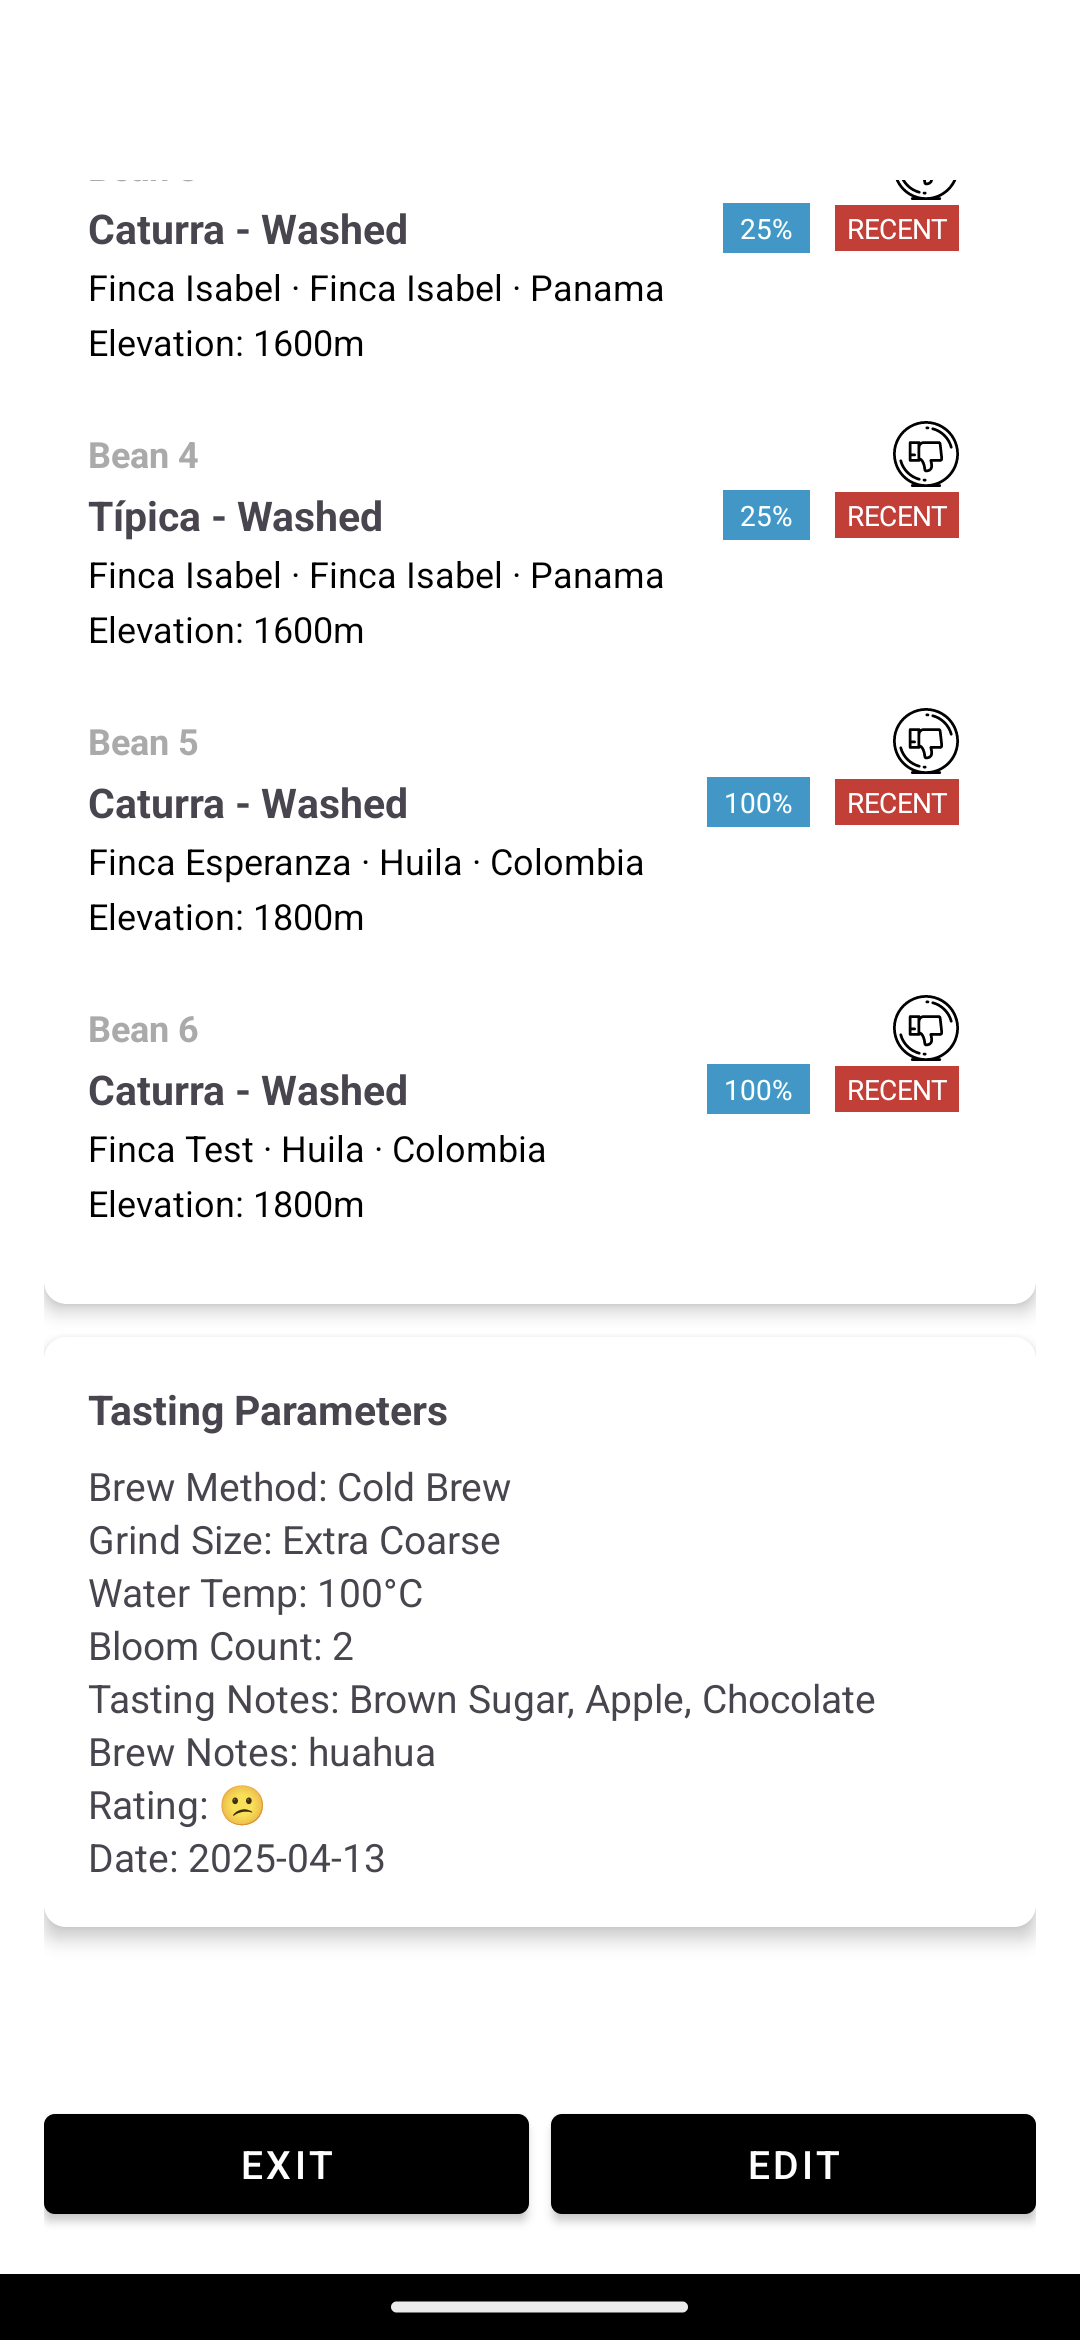 Caturra - Washed
25%
RECENT
Finca Isabel · Finca Isabel · Panama
Elevation: 1600m
Bean 4
Típica - Washed
25%
RECENT
Finca Isabel · Finca Isabel · Panama
Elevation: 1600m
Bean 5
Caturra - Washed
100%
RECENT
Finca Esperanza · Huila · Colombia
Elevation: 1800m
Bean 6
Caturra - Washed
100%
RECENT
Finca Test · Huila · Colombia
Elevation: 1800m
Tasting Parameters
Brew Method: Cold Brew
Grind Size: Extra Coarse
Water Temp: 100°C
Bloom Count: 2
Tasting Notes: Brown Sugar, Apple, Chocolate
Brew Notes: huahua
Rating: 😕
Date: 2025-04-13
EXIT
EDIT